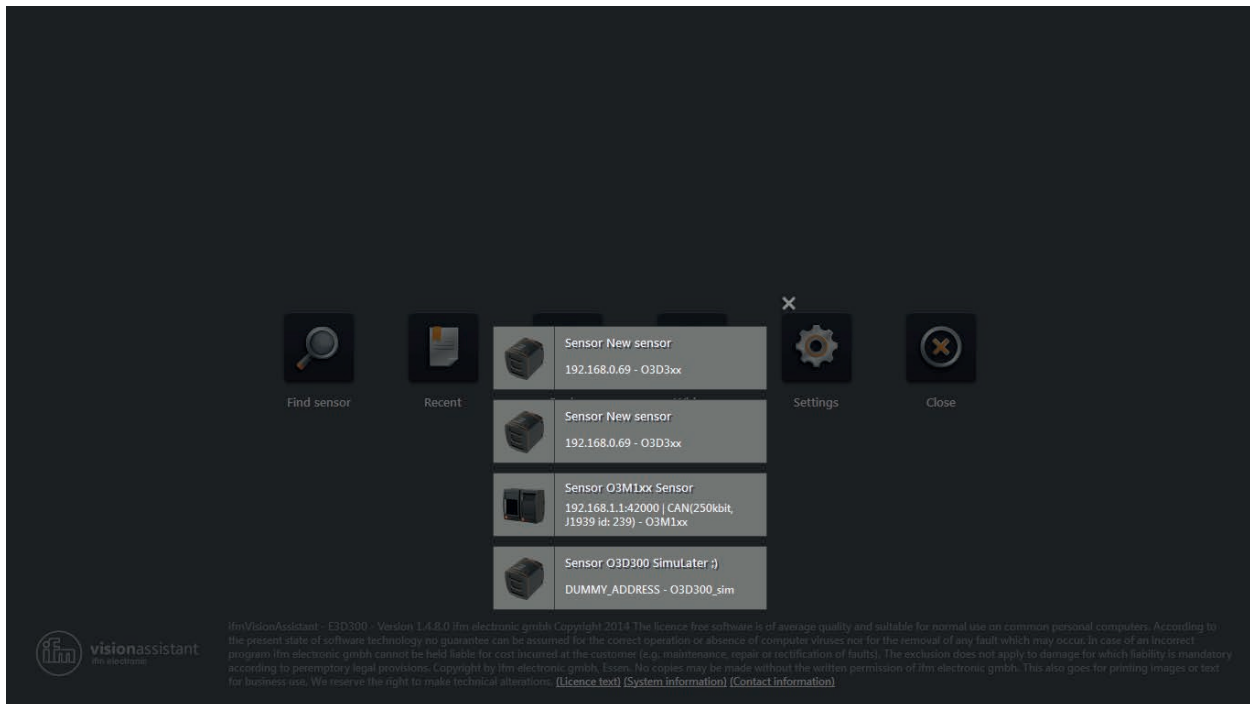 Sensor New sensor
192.168.0.69 - O3D3xx
Find sensor
Recent
Settings
Close
Sensor New sensor
192.168.0.69 - O3D3xx
Sensor O3M1xx Sensor
192.168.1.1:42000 | CAN(250kbit,
J1939 id: 239) - O3M1xx
Sensor O3D300 SimuLater ;)
DUMMY_ADDRESS - O3D300_sim
ifm
visionassistant
ifm electronic
ifmVisionAssistant - E3D300 - Version 1.4.8.0 ifm electronic gmbh Copyright 2014 The licence free software is of average quality and suitable for normal use on common personal computers. According to
the present state of software technology no guarantee can be assumed for the correct operation or absence of computer viruses nor for the removal of any fault which may occur. In case of an incorrect
program ifm electronic gmbh cannot be held liable for cost incurred at the customer (e.g. maintenance, repair or rectification of faults). The exclusion does not apply to damage for which liability is mandatory
according to peremptory legal provisions. Copyright by ifm electronic gmbh, Essen. No copies may be made without the written permission of ifm electronic gmbh. This also goes for printing images or text
for business use. We reserve the right to make technical alterations. (Licence text) (System information) (Contact information)